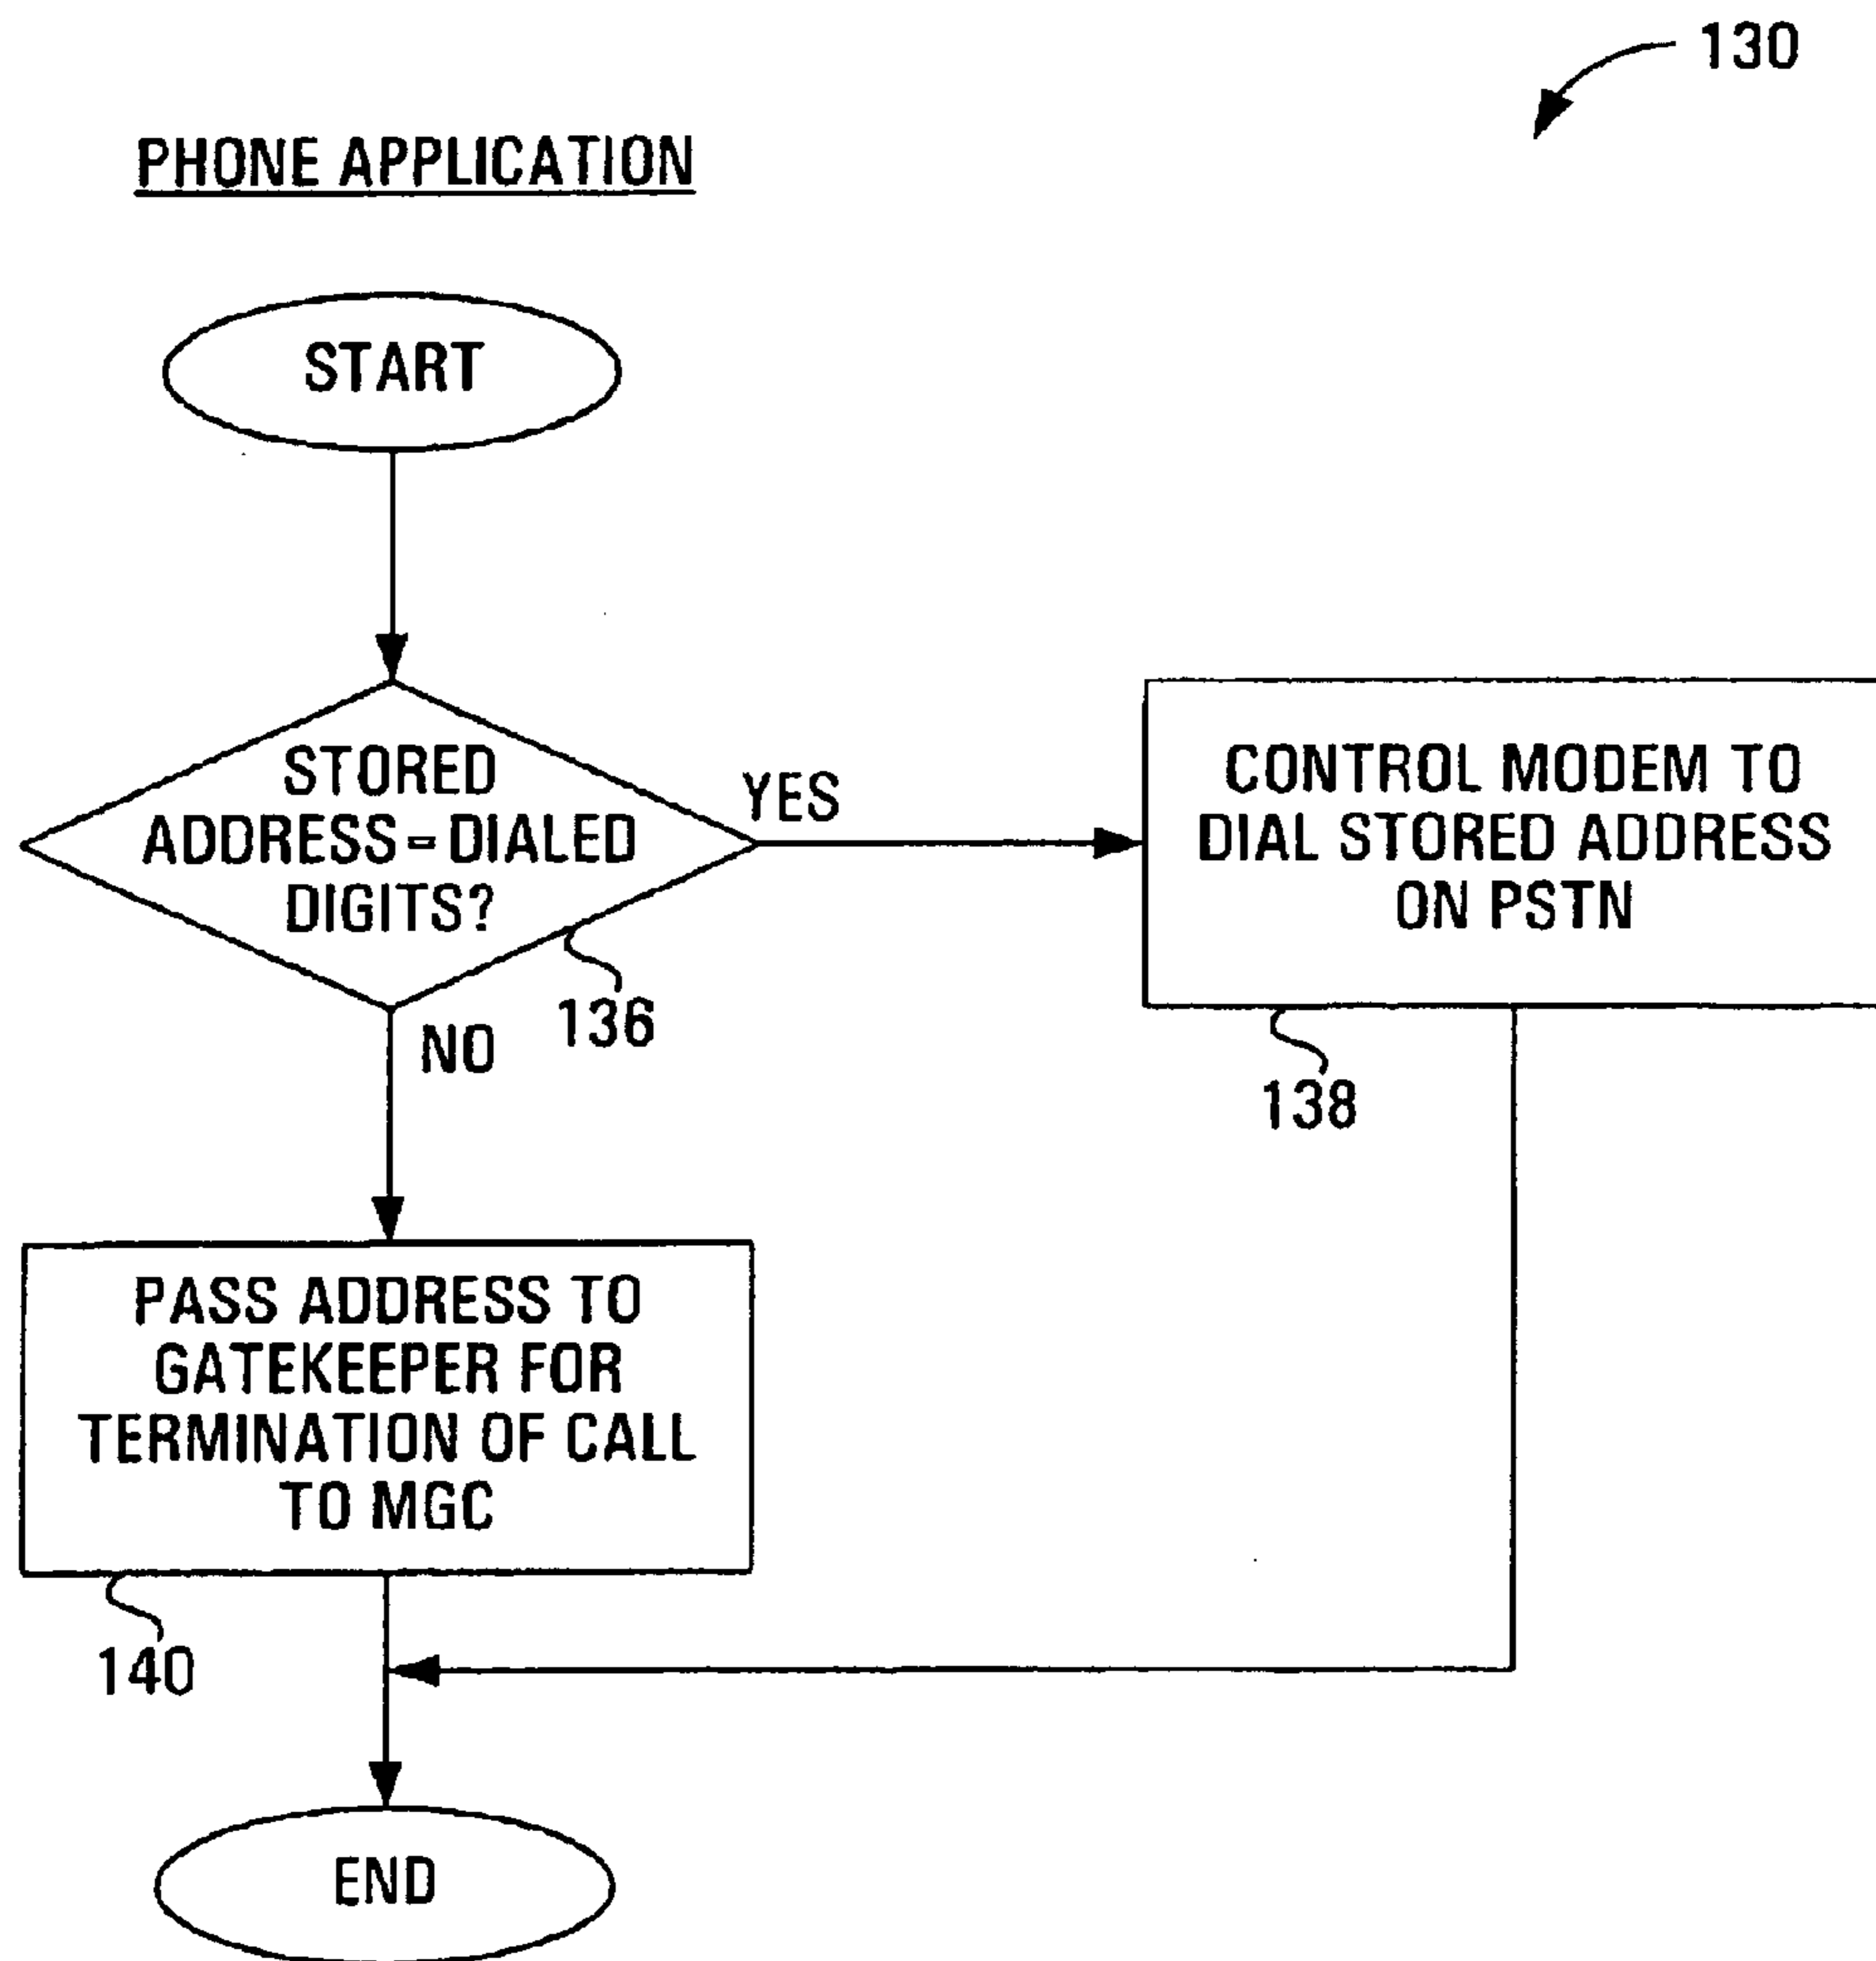 130
PHONE APPLICATION
START
STORED
ADDRESS = DIALED
DIGITS?
YES
136
NO
CONTROL MODEM TO
DIAL STORED ADDRESS
ON PSTN
138
PASS ADDRESS TO
GATEKEEPER FOR
TERMINATION OF CALL
TO MGC
140
END